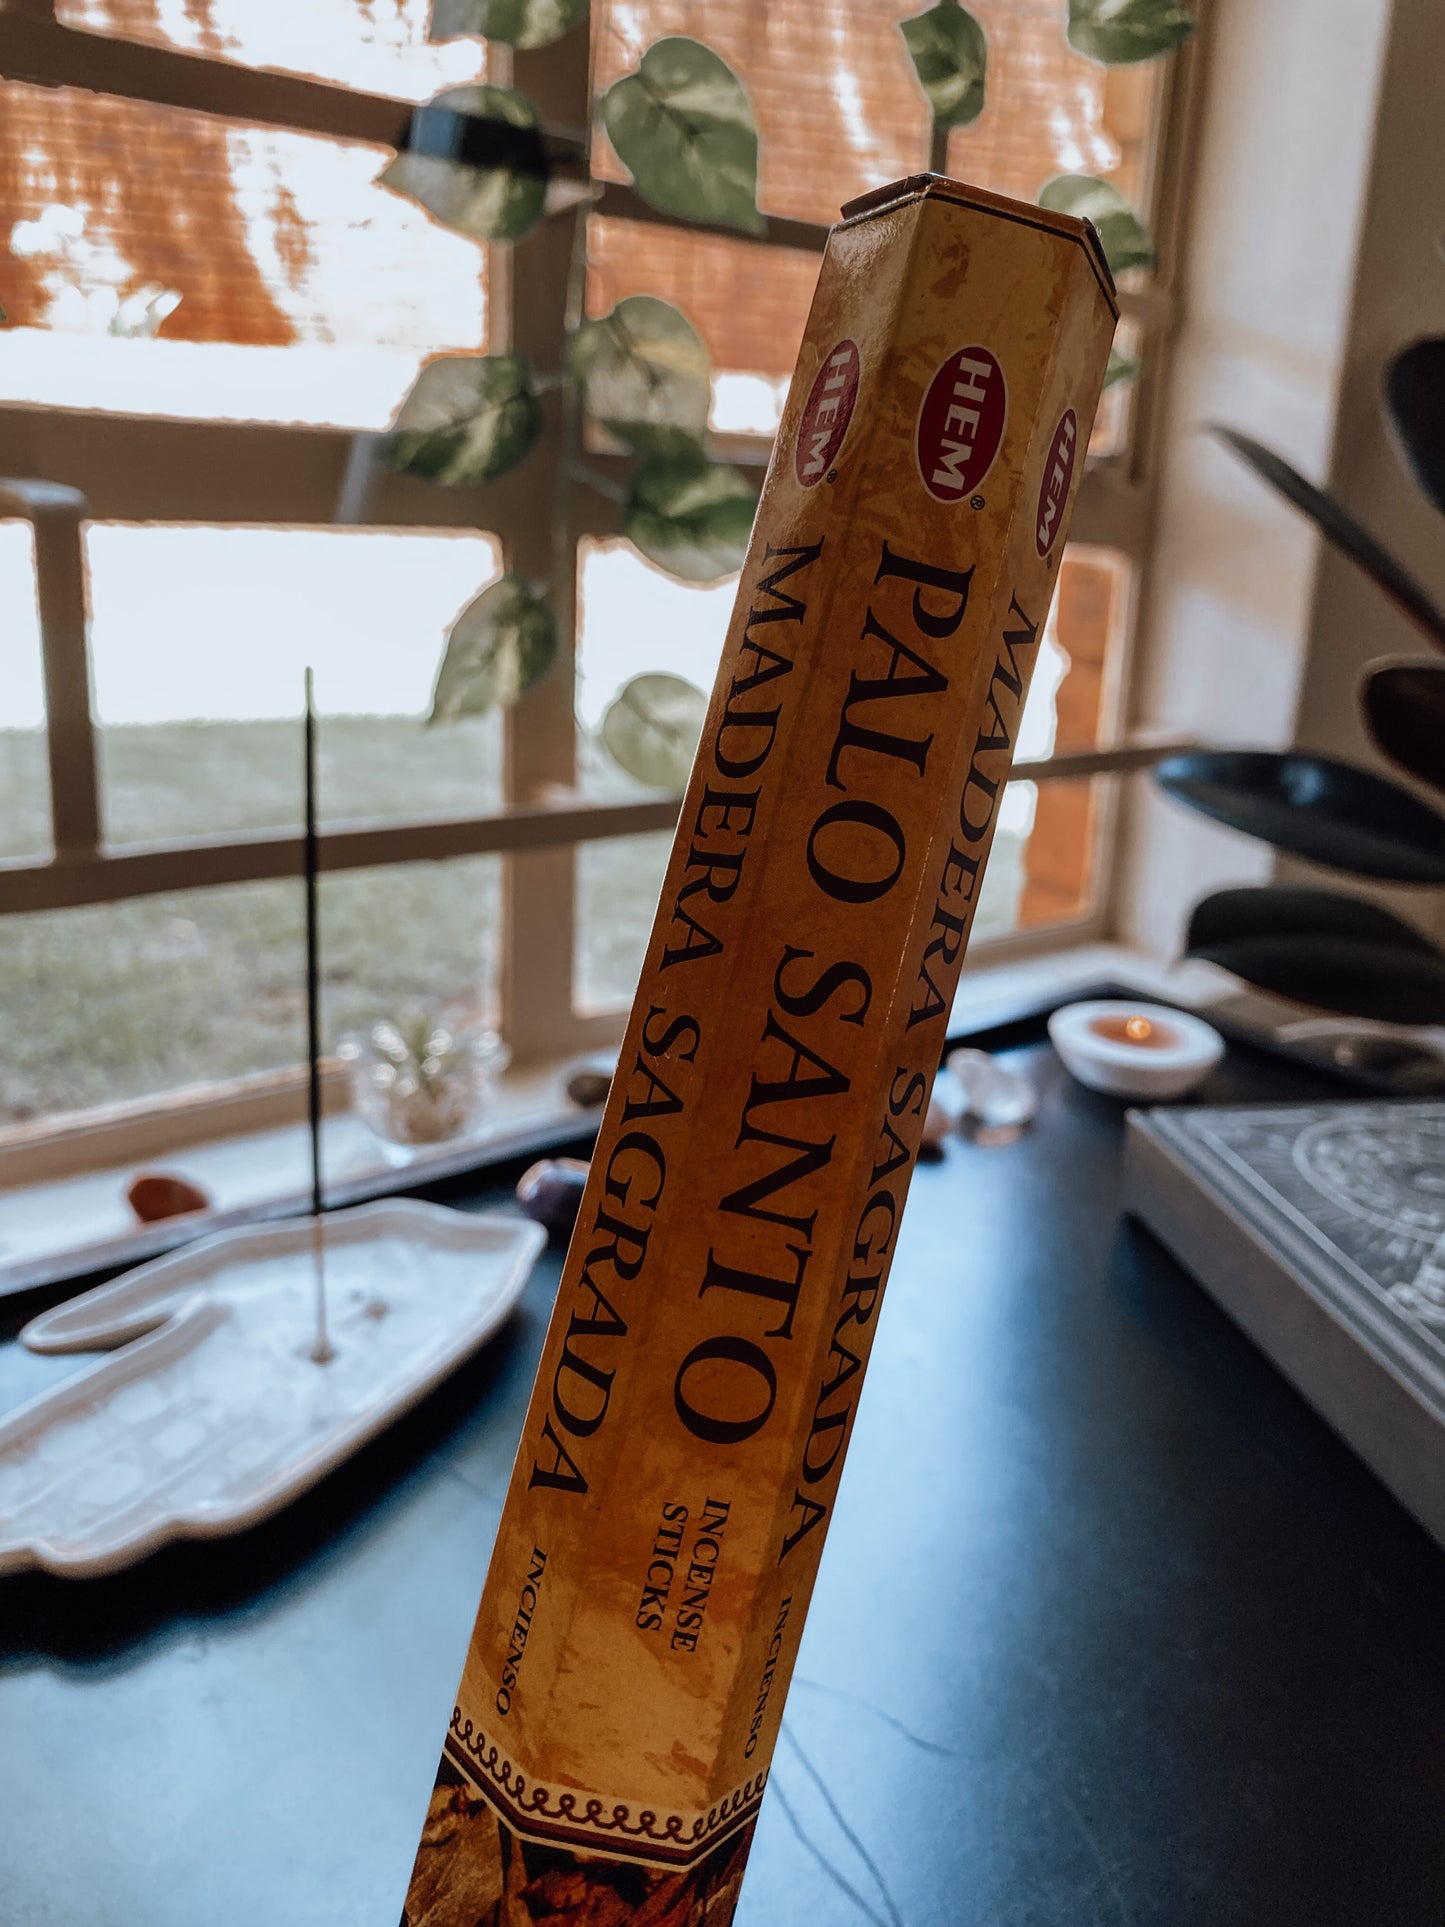 HEM®
MADERA SAGRADA
INCIENSO
HEM®
PALO SANTO
INCENSE
STICKS
HEM®
MADERA SAGRADA
INCIENSO